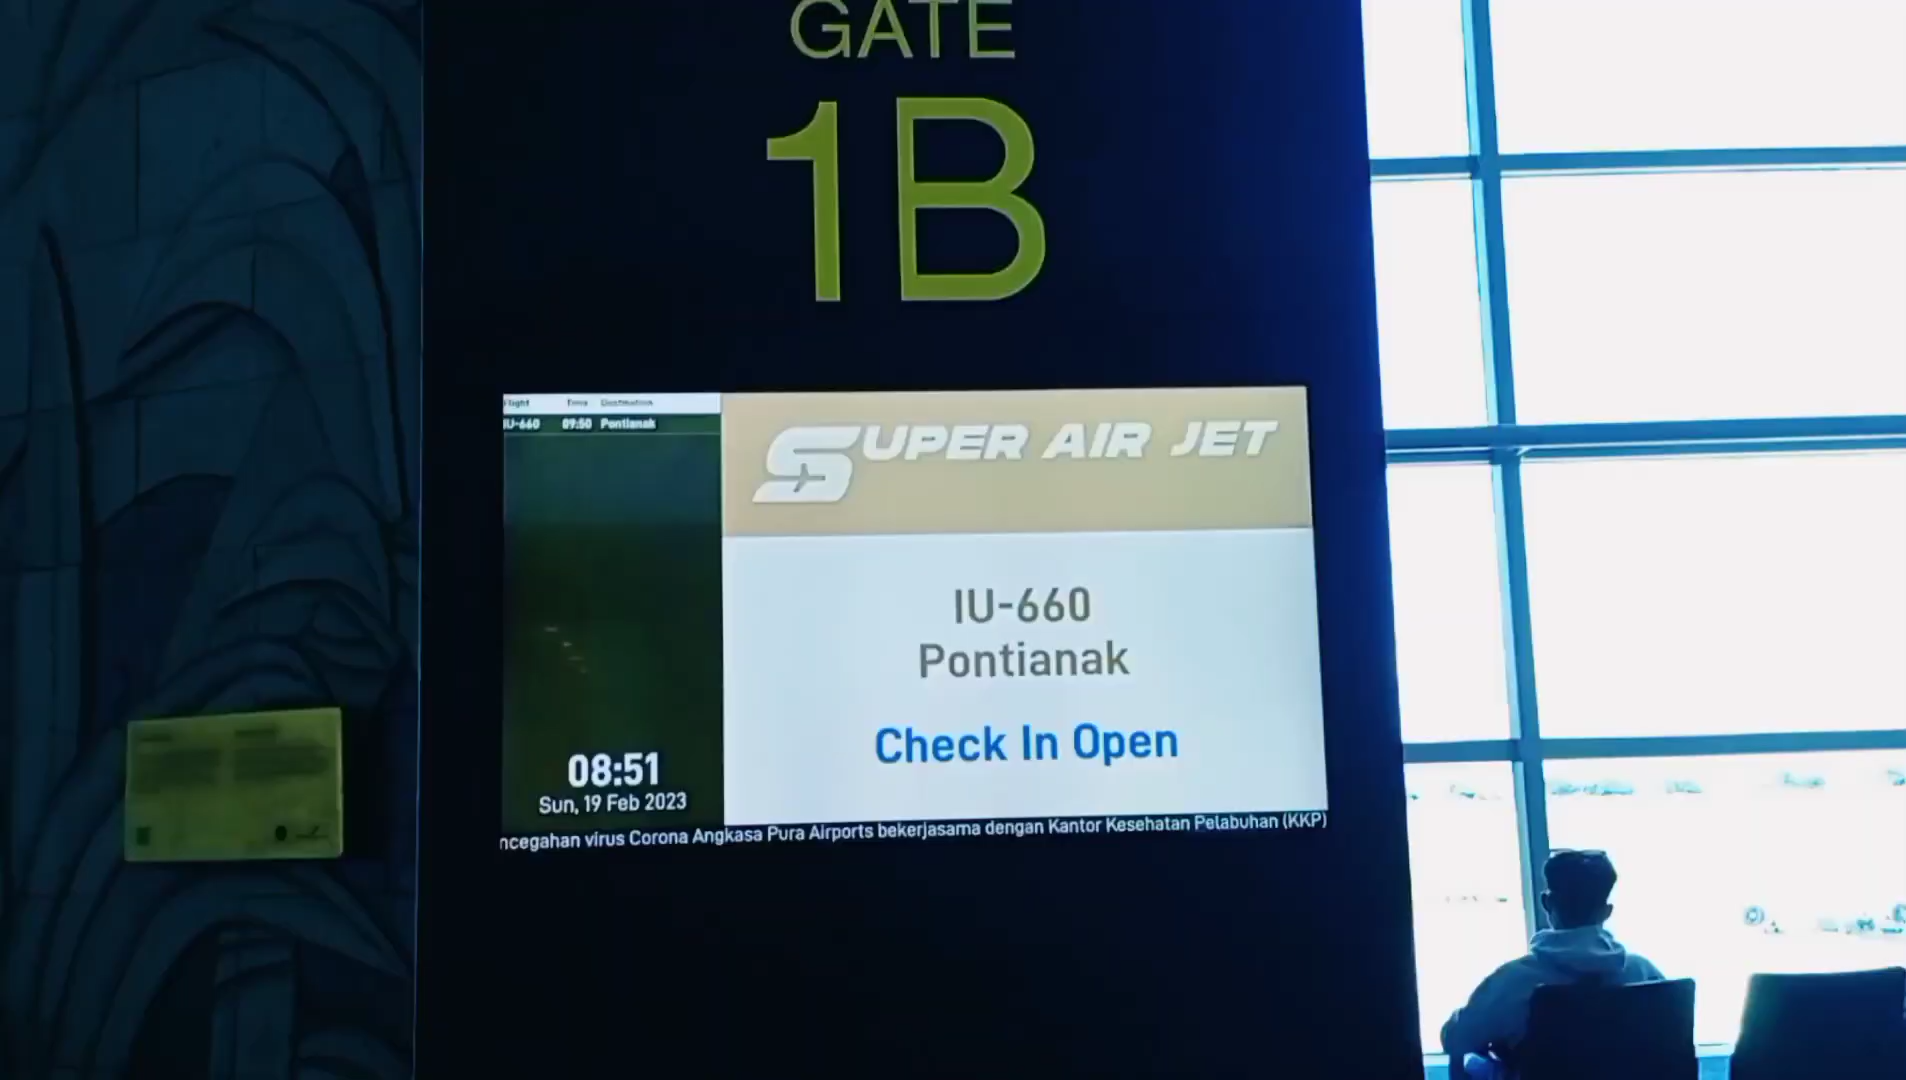 GATE
1B
Flight Time Destination
IU-660 09:50 Pontianak
SUPER AIR JET
IU-660
Pontianak
Check In Open
08:51
Sun, 19 Feb 2023
ncegahan virus Corona Angkasa Pura Airports bekerjasama dengan Kantor Kesehatan Pelabuhan (KKP)